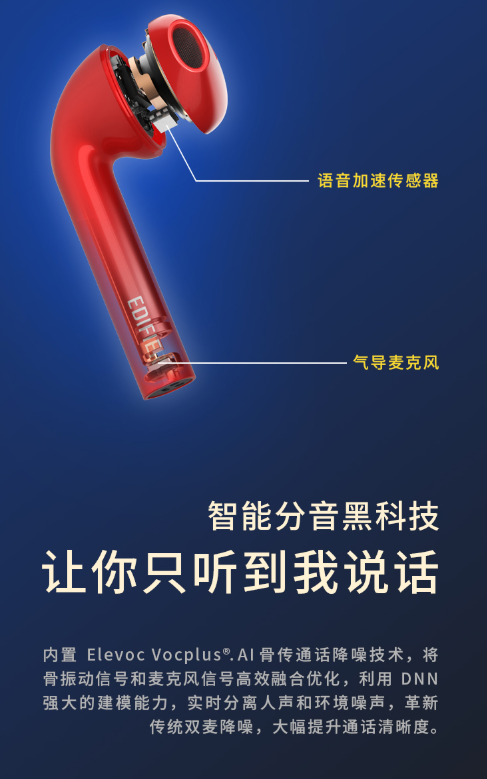 语音加速传感器
EDIFIER
气导麦克风
智能分音黑科技
让你只听到我说话
内置 Elevoc Vocplus®.AI 骨传通话降噪技术，将
骨振动信号和麦克风信号高效融合优化，利用 DNN
强大的建模能力，实时分离人声和环境噪声，革新
传统双麦降噪，大幅提升通话清晰度。